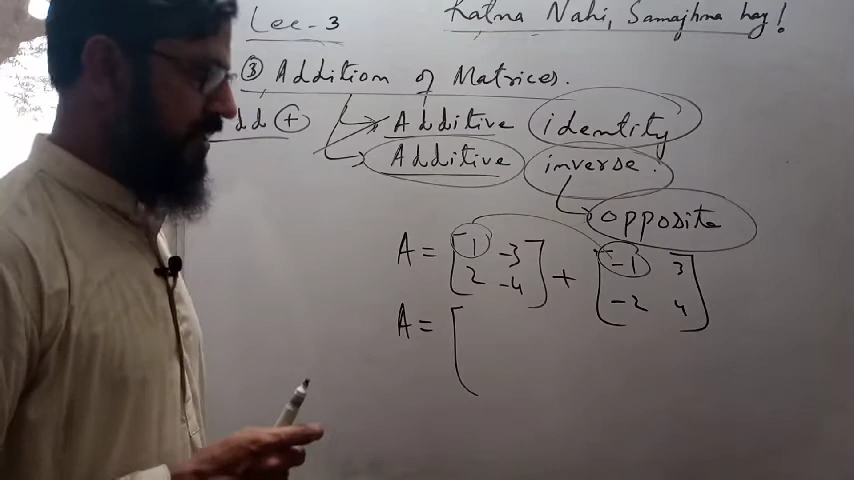 Lec-3
Ratna Nahi, Samajhna hay!
③ Addition of Matrices.
dd + Additive identity
Additive inverse.
opposite
A = [1 -3] + [-1 3]
[2 -4] [-2 4]
A = [